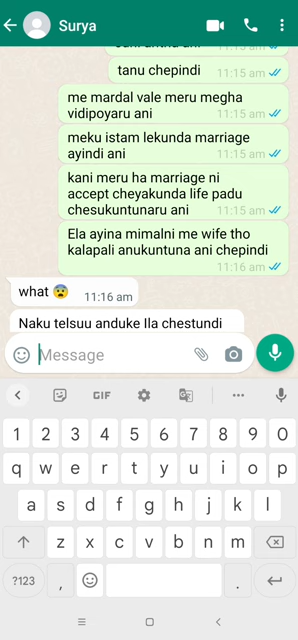 Surya
11:15 am
tanu chepindi
11:15 am
me mardal vale meru megha
vidipoyaru ani
11:15 am
meku istam lekunda marriage
ayindi ani
11:15 am
kani meru ha marriage ni
accept cheyakunda life padu
chesukuntunaru ani
11:15 am
Ela ayina mimalni me wife tho
kalapali anukuntuna ani chepindi
11:16 am
what 😨
11:16 am
Naku telsuu anduke Ila chestundi
Message
GIF
1 2 3 4 5 6 7 8 9 0
q w e r t y u i o p
a s d f g h j k l
z x c v b n m
?123 , .